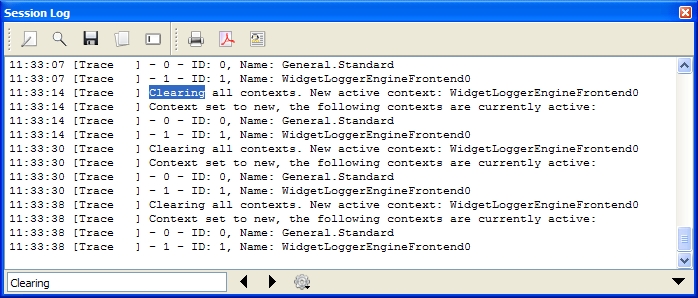 Session Log
11:33:07 [Trace   ] - 0 - ID: 0, Name: General.Standard
11:33:07 [Trace   ] - 1 - ID: 1, Name: WidgetLoggerEngineFrontend0
11:33:14 [Trace   ] Clearing all contexts. New active context: WidgetLoggerEngineFrontend0
11:33:14 [Trace   ] Context set to new, the following contexts are currently active:
11:33:14 [Trace   ] - 0 - ID: 0, Name: General.Standard
11:33:14 [Trace   ] - 1 - ID: 1, Name: WidgetLoggerEngineFrontend0
11:33:30 [Trace   ] Clearing all contexts. New active context: WidgetLoggerEngineFrontend0
11:33:30 [Trace   ] Context set to new, the following contexts are currently active:
11:33:30 [Trace   ] - 0 - ID: 0, Name: General.Standard
11:33:30 [Trace   ] - 1 - ID: 1, Name: WidgetLoggerEngineFrontend0
11:33:38 [Trace   ] Clearing all contexts. New active context: WidgetLoggerEngineFrontend0
11:33:38 [Trace   ] Context set to new, the following contexts are currently active:
11:33:38 [Trace   ] - 0 - ID: 0, Name: General.Standard
11:33:38 [Trace   ] - 1 - ID: 1, Name: WidgetLoggerEngineFrontend0
Clearing